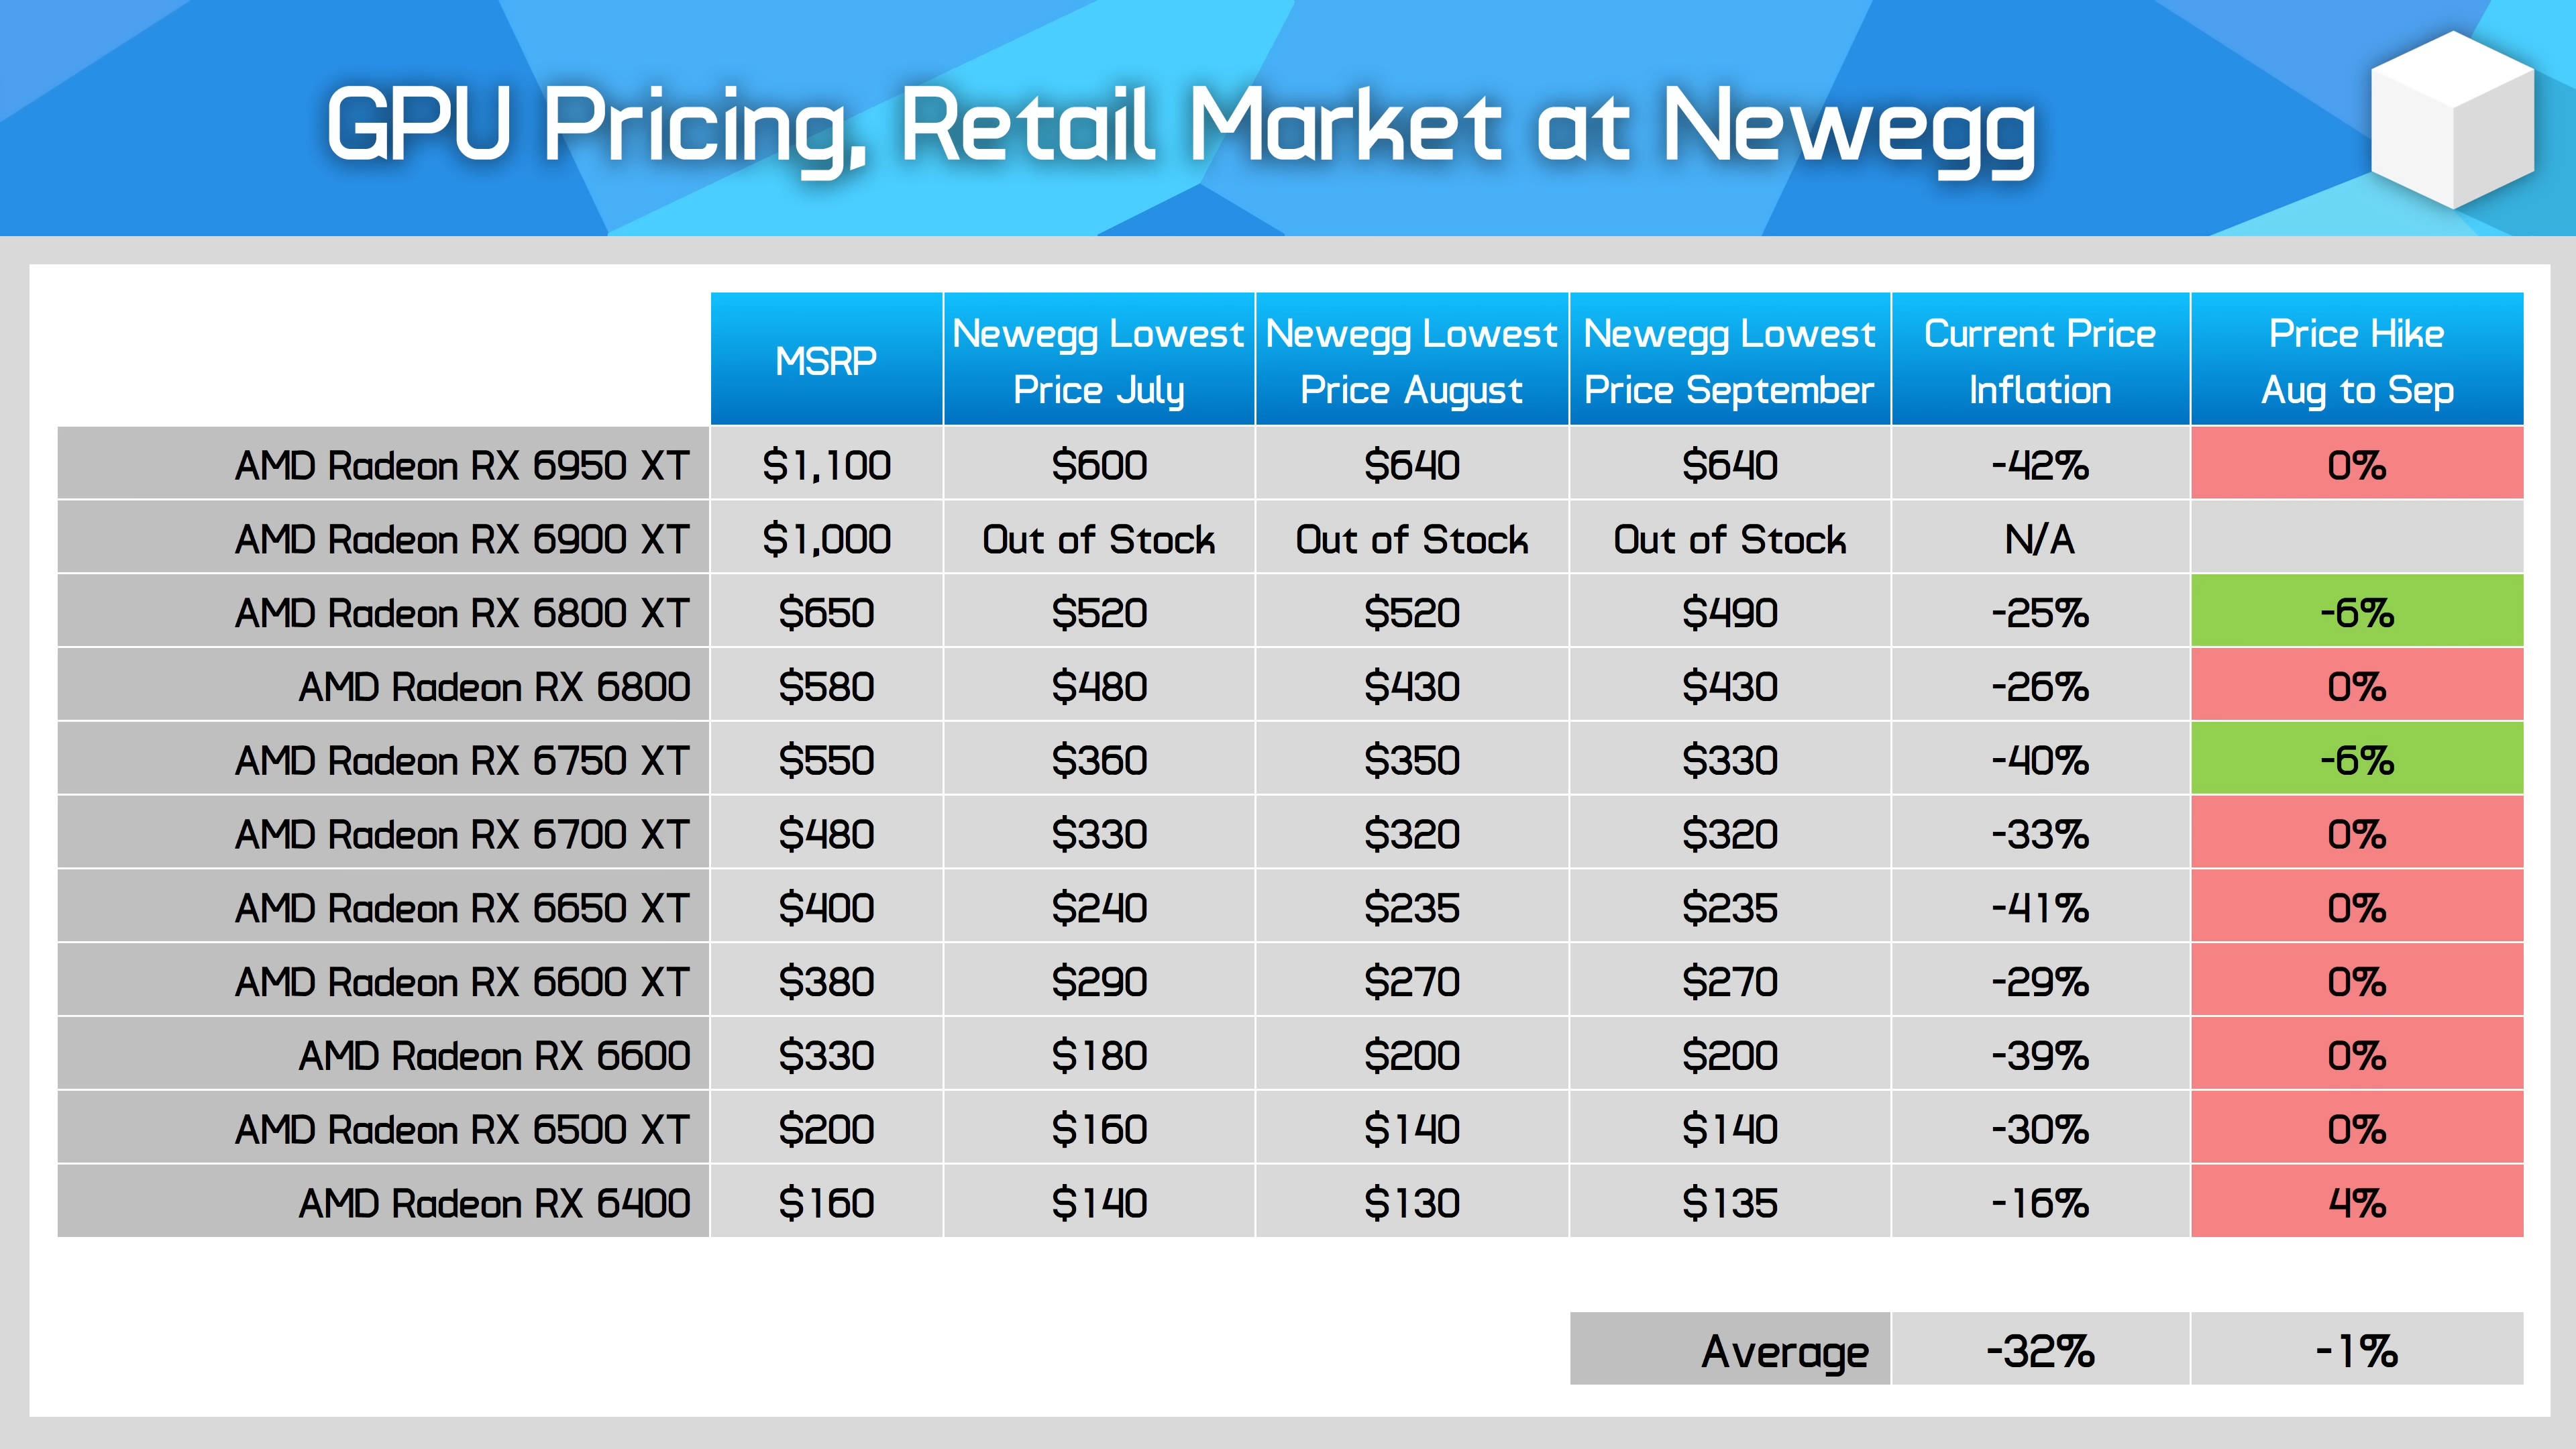 GPU Pricing, Retail Market at Newegg
MSRP
Newegg Lowest
Price July
Newegg Lowest
Price August
Newegg Lowest
Price September
Current Price
Inflation
Price Hike
Aug to Sep
AMD Radeon RX 6950 XT $1,100 $600 $640 $640 -42% 0%
AMD Radeon RX 6900 XT $1,000 Out of Stock Out of Stock Out of Stock N/A
AMD Radeon RX 6800 XT $650 $520 $520 $490 -25% -6%
AMD Radeon RX 6800 $580 $480 $430 $430 -26% 0%
AMD Radeon RX 6750 XT $550 $360 $350 $330 -40% -6%
AMD Radeon RX 6700 XT $480 $330 $320 $320 -33% 0%
AMD Radeon RX 6650 XT $400 $240 $235 $235 -41% 0%
AMD Radeon RX 6600 XT $380 $290 $270 $270 -29% 0%
AMD Radeon RX 6600 $330 $180 $200 $200 -39% 0%
AMD Radeon RX 6500 XT $200 $160 $140 $140 -30% 0%
AMD Radeon RX 6400 $160 $140 $130 $135 -16% 4%
Average -32% -1%